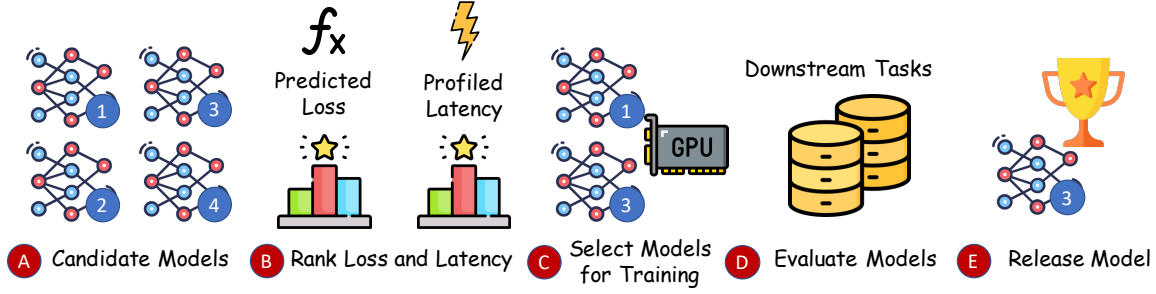 fx
Predicted
Loss
Profiled
Latency
Downstream Tasks
1
3
2
4
1
3
GPU
3
A Candidate Models
B Rank Loss and Latency
C Select Models
for Training
D Evaluate Models
E Release Model